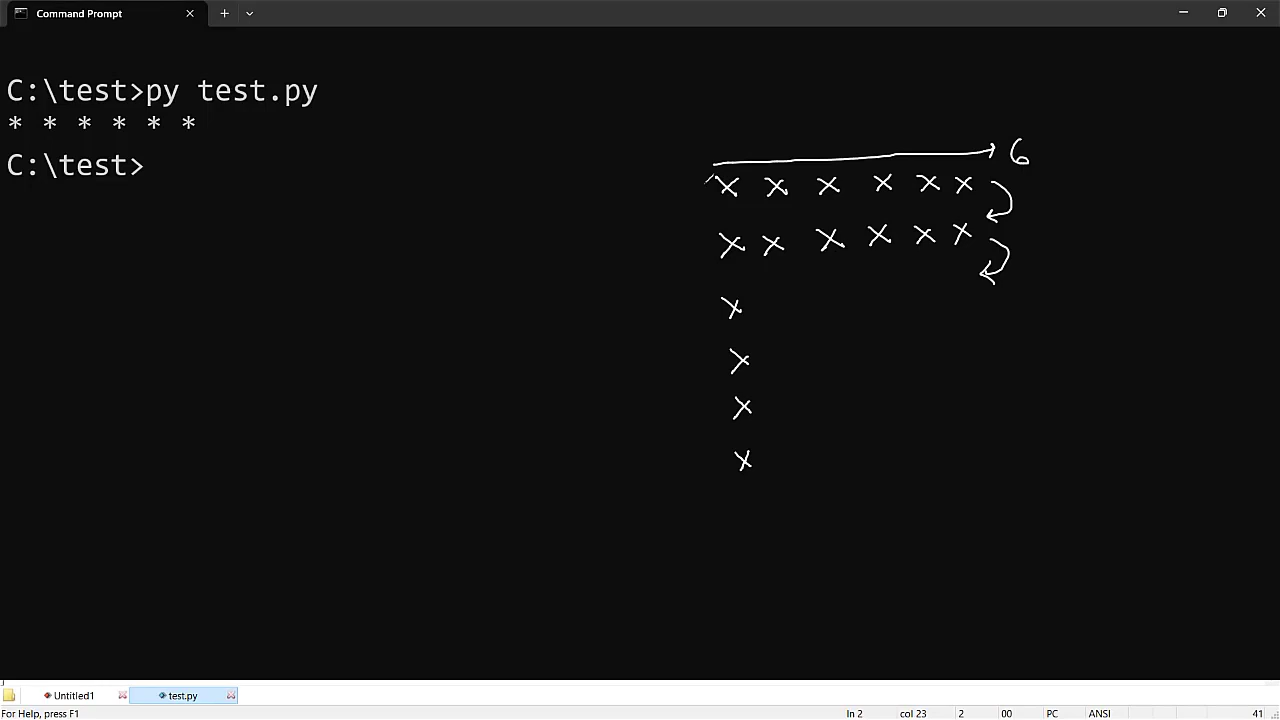 Command Prompt
C:\test>py test.py
* * * * * *
C:\test>
6
x x x x x x
x x x x x x
x
x
x
x
Untitled1 test.py
For Help, press F1 ln 2 col 23 2 00 PC ANSI 41